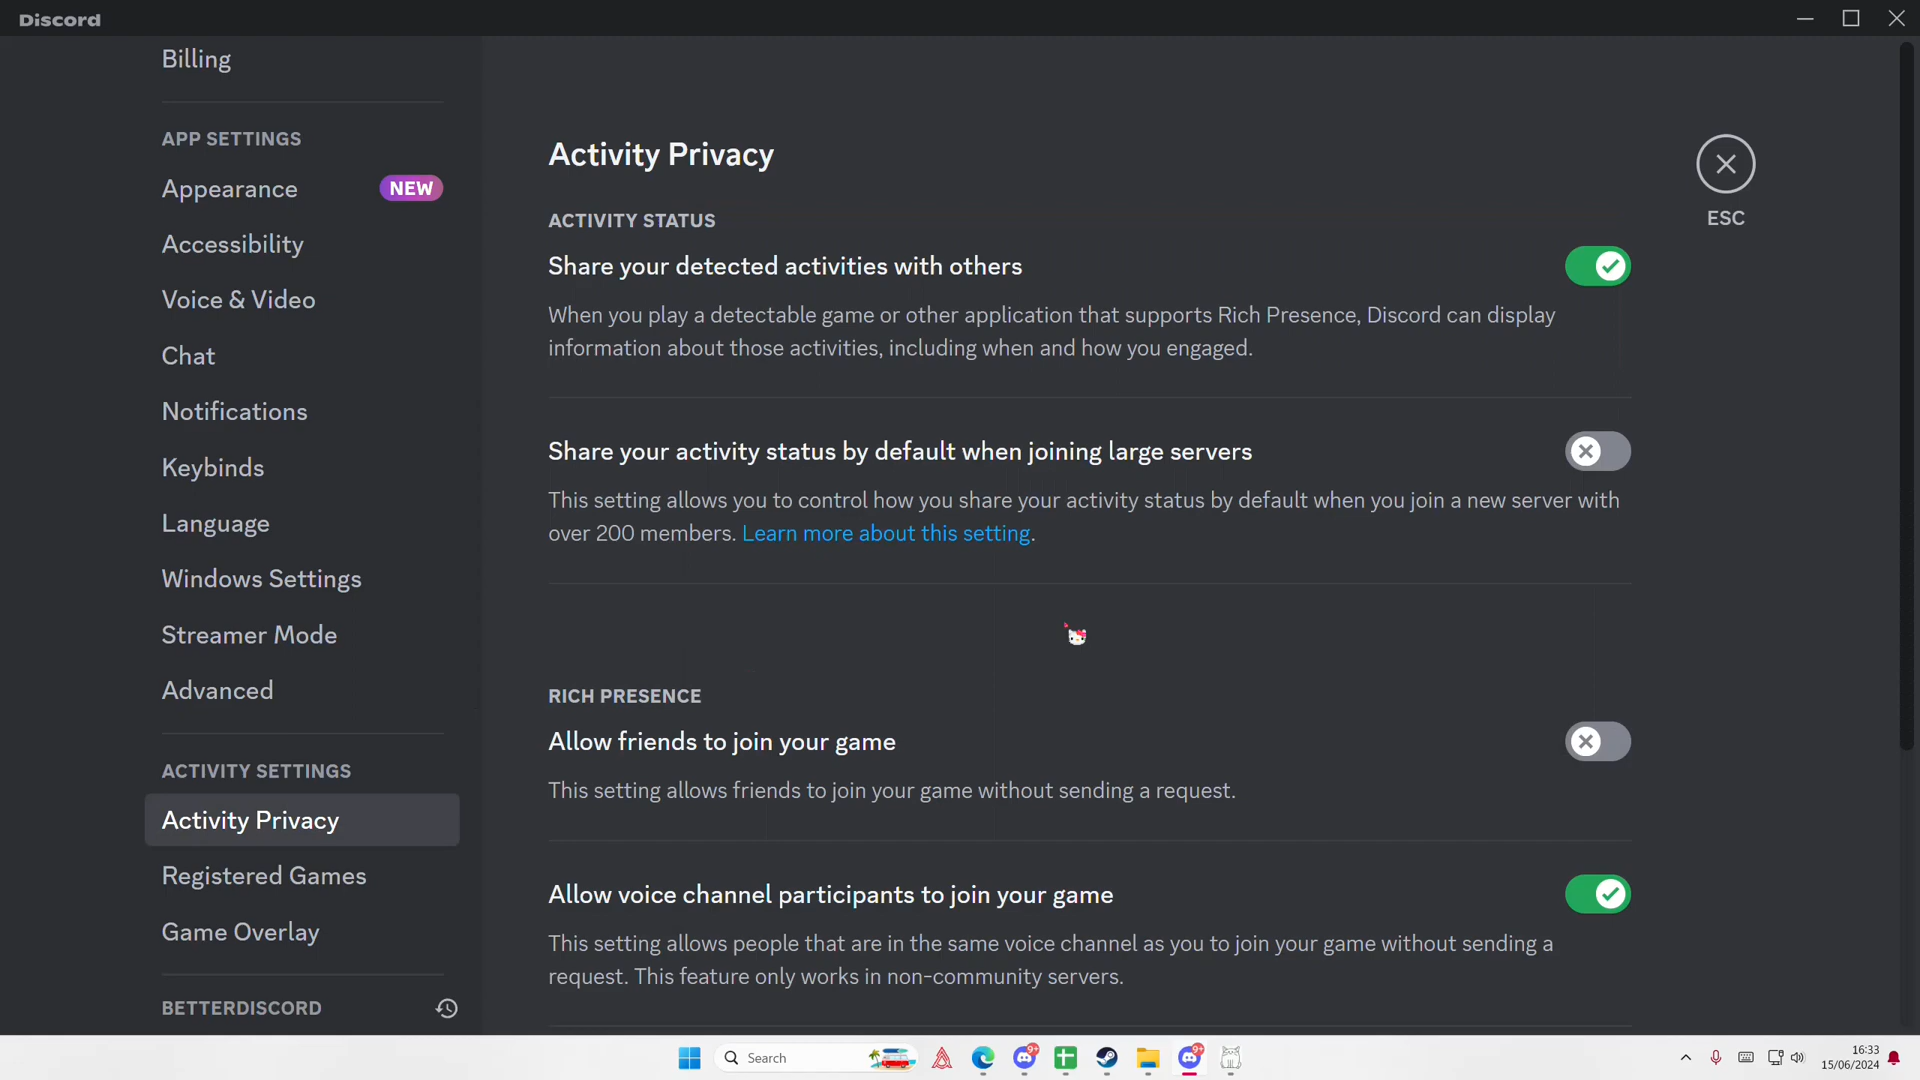 Discord
Billing
APP SETTINGS
Appearance
NEW
Accessibility
Voice & Video
Chat
Notifications
Keybinds
Language
Windows Settings
Streamer Mode
Advanced
ACTIVITY SETTINGS
Activity Privacy
Registered Games
Game Overlay
BETTERDISCORD
Activity Privacy
ESC
ACTIVITY STATUS
Share your detected activities with others
When you play a detectable game or other application that supports Rich Presence, Discord can display
information about those activities, including when and how you engaged.
Share your activity status by default when joining large servers
This setting allows you to control how you share your activity status by default when you join a new server with
over 200 members. Learn more about this setting.
RICH PRESENCE
Allow friends to join your game
This setting allows friends to join your game without sending a request.
Allow voice channel participants to join your game
This setting allows people that are in the same voice channel as you to join your game without sending a
request. This feature only works in non-community servers.
Search
9+
9+
16:33
15/06/2024